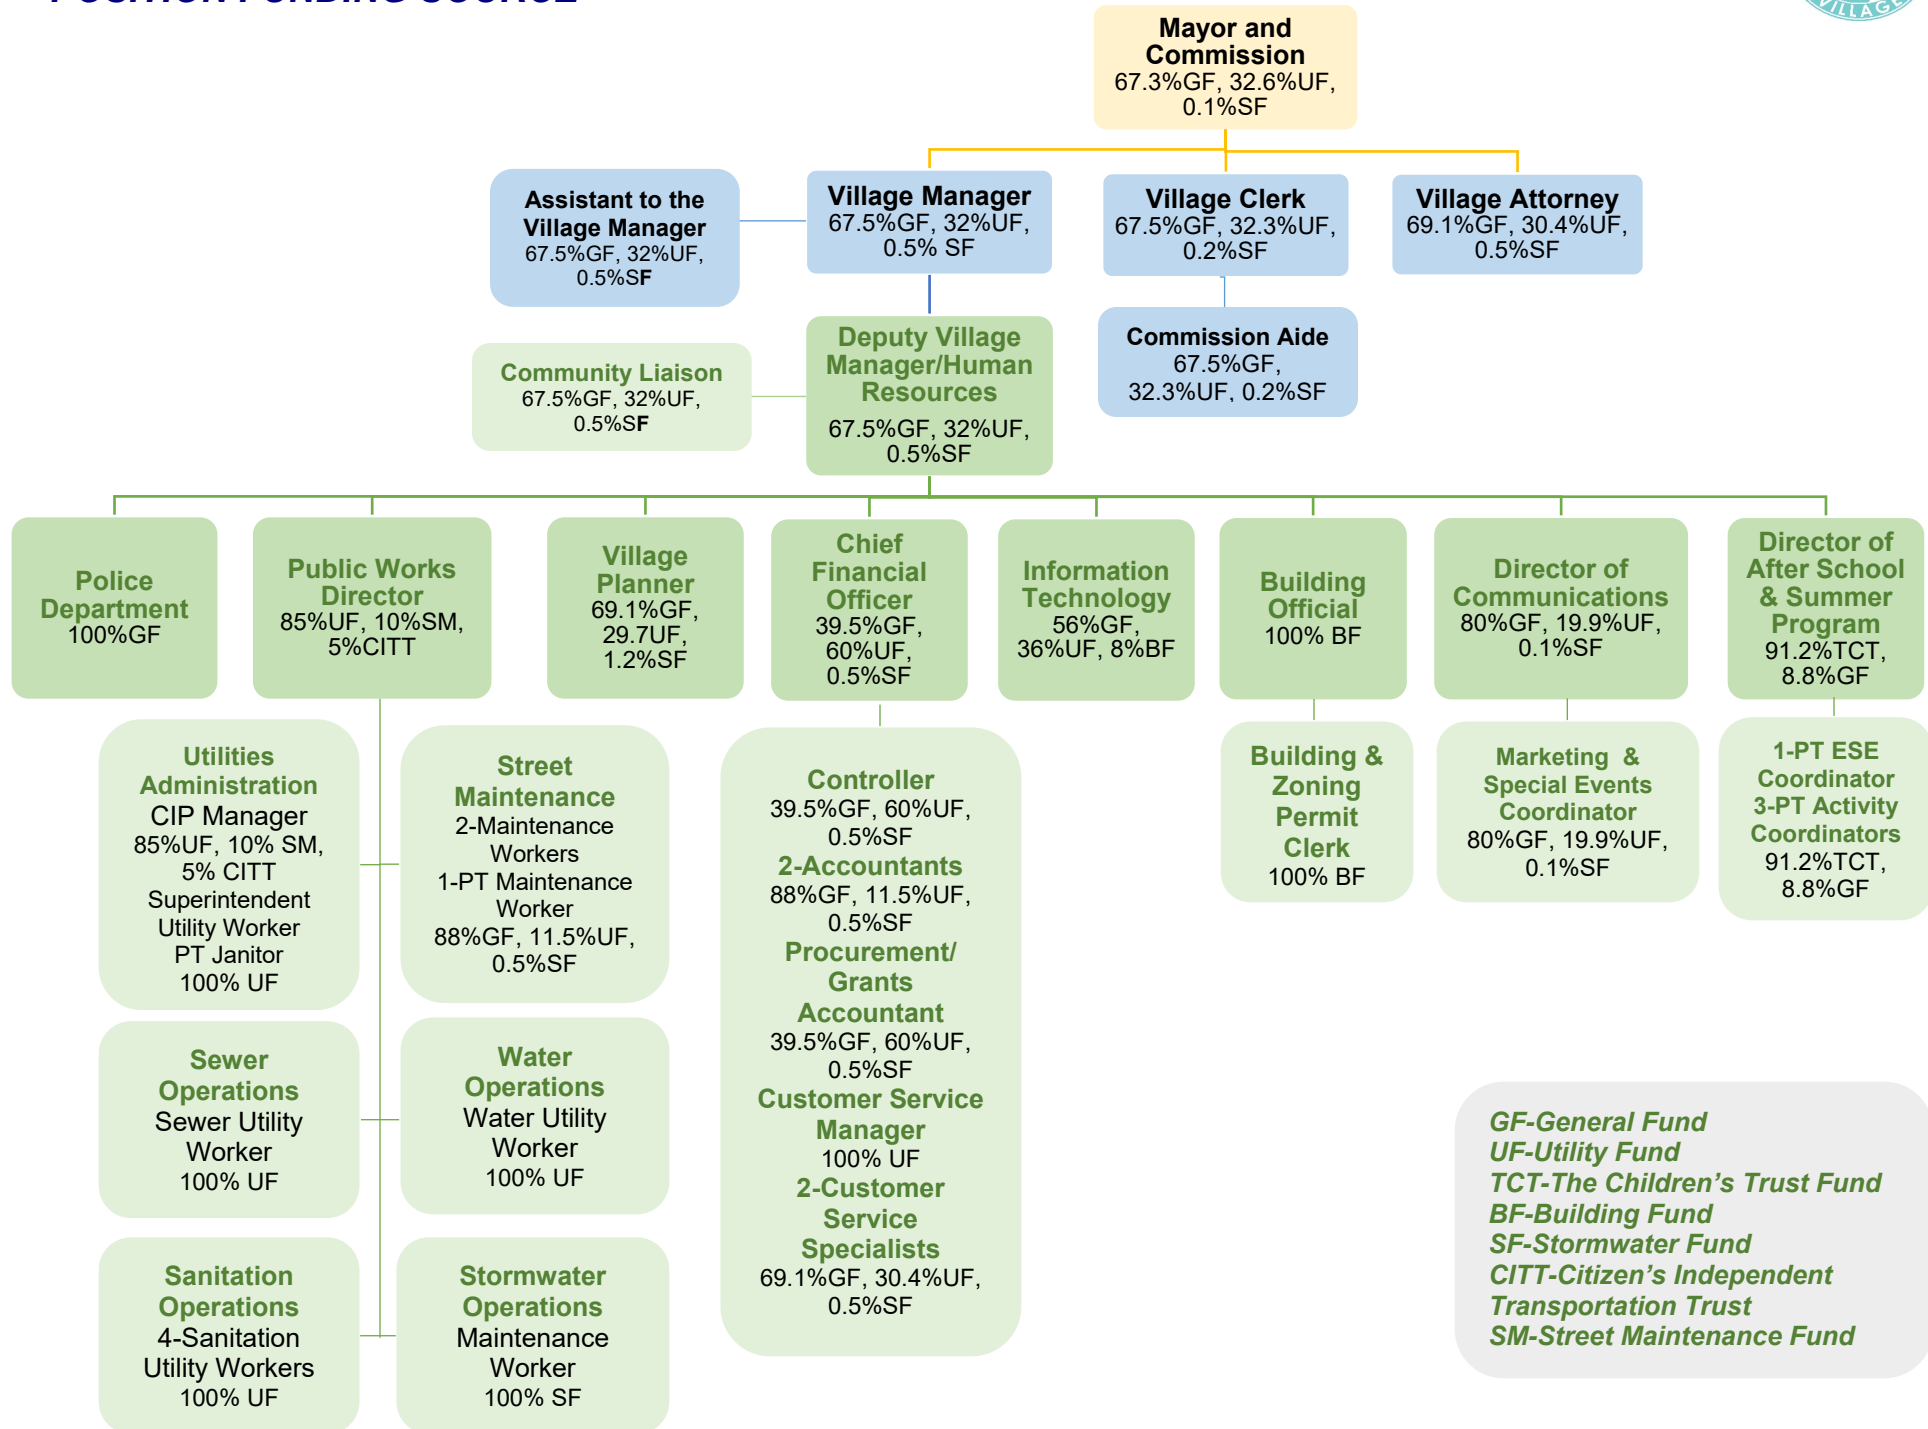 POSITION FUNDING SOURCE
VILLAGE
Mayor and
Commission
67.3%GF, 32.6%UF,
0.1%SF
Assistant to the
Village Manager
67.5%GF, 32%UF,
0.5%SF
Village Manager
67.5%GF, 32%UF,
0.5% SF
Village Clerk
67.5%GF, 32.3%UF,
0.2%SF
Village Attorney
69.1%GF, 30.4%UF,
0.5%SF
Community Liaison
67.5%GF, 32%UF,
0.5%SF
Deputy Village
Manager/Human
Resources
67.5%GF, 32%UF,
0.5%SF
Commission Aide
67.5%GF,
32.3%UF, 0.2%SF
Police
Department
100%GF
Public Works
Director
85%UF, 10%SM,
5%CITT
Village
Planner
69.1%GF,
29.7UF,
1.2%SF
Chief
Financial
Officer
39.5%GF,
60%UF,
0.5%SF
Information
Technology
56%GF,
36%UF, 8%BF
Building
Official
100% BF
Director of
Communications
80%GF, 19.9%UF,
0.1%SF
Director of
After School
& Summer
Program
91.2%TCT,
8.8%GF
Utilities
Administration
CIP Manager
85%UF, 10% SM,
5% CITT
Superintendent
Utility Worker
PT Janitor
100% UF
Street
Maintenance
2-Maintenance
Workers
1-PT Maintenance
Worker
88%GF, 11.5%UF,
0.5%SF
Controller
39.5%GF, 60%UF,
0.5%SF
2-Accountants
88%GF, 11.5%UF,
0.5%SF
Procurement/
Grants
Accountant
39.5%GF, 60%UF,
0.5%SF
Customer Service
Manager
100% UF
2-Customer
Service
Specialists
69.1%GF, 30.4%UF,
0.5%SF
Building &
Zoning
Permit
Clerk
100% BF
Marketing &
Special Events
Coordinator
80%GF, 19.9%UF,
0.1%SF
1-PT ESE
Coordinator
3-PT Activity
Coordinators
91.2%TCT,
8.8%GF
Sewer
Operations
Sewer Utility
Worker
100% UF
Water
Operations
Water Utility
Worker
100% UF
Sanitation
Operations
4-Sanitation
Utility Workers
100% UF
Stormwater
Operations
Maintenance
Worker
100% SF
GF-General Fund
UF-Utility Fund
TCT-The Children’s Trust Fund
BF-Building Fund
SF-Stormwater Fund
CITT-Citizen’s Independent
Transportation Trust
SM-Street Maintenance Fund